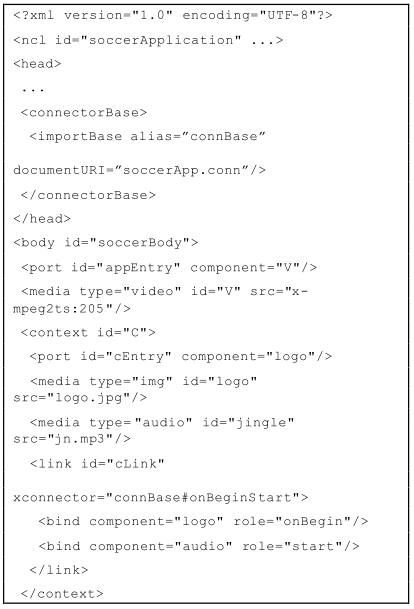 <?xml version="1.0" encoding="UTF-8"?>
<ncl id="soccerApplication" ...>
<head>
...
<connectorBase>
<importBase alias=”connBase”
documentURI=”soccerApp.conn”/>
</connectorBase>
</head>
<body id="soccerBody">
<port id="appEntry" component="V"/>
<media type="video" id="V" src="x-
mpeg2ts:205"/>
<context id="C">
<port id="cEntry" component="logo"/>
<media type="img" id="logo"
src="logo.jpg"/>
<media type="audio" id="jingle"
src="jn.mp3"/>
<link id="cLink"
xconnector="connBase#onBeginStart">
<bind component="logo" role="onBegin"/>
<bind component="audio" role="start"/>
</link>
</context>